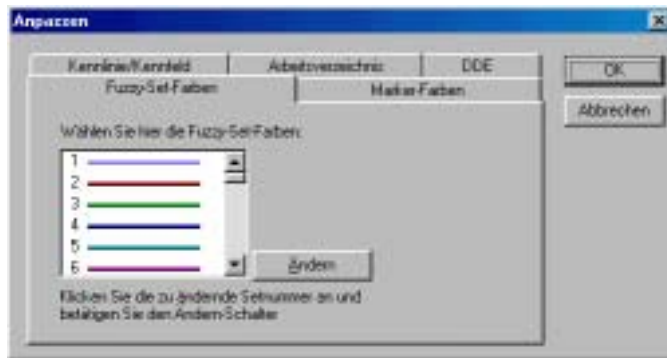 Anpassen
Kennlinie/Kennfeld
Arbeitsverzeichnis
DDE
Fuzzy-Set-Farben
Marker-Farben
OK
Abbrechen
Wählen Sie hier die Fuzzy-Set-Farben:
1
2
3
4
5
6
Ändern
Klicken Sie die zu ändernde Setnummer an und
betätigen Sie den Ändern-Schalter